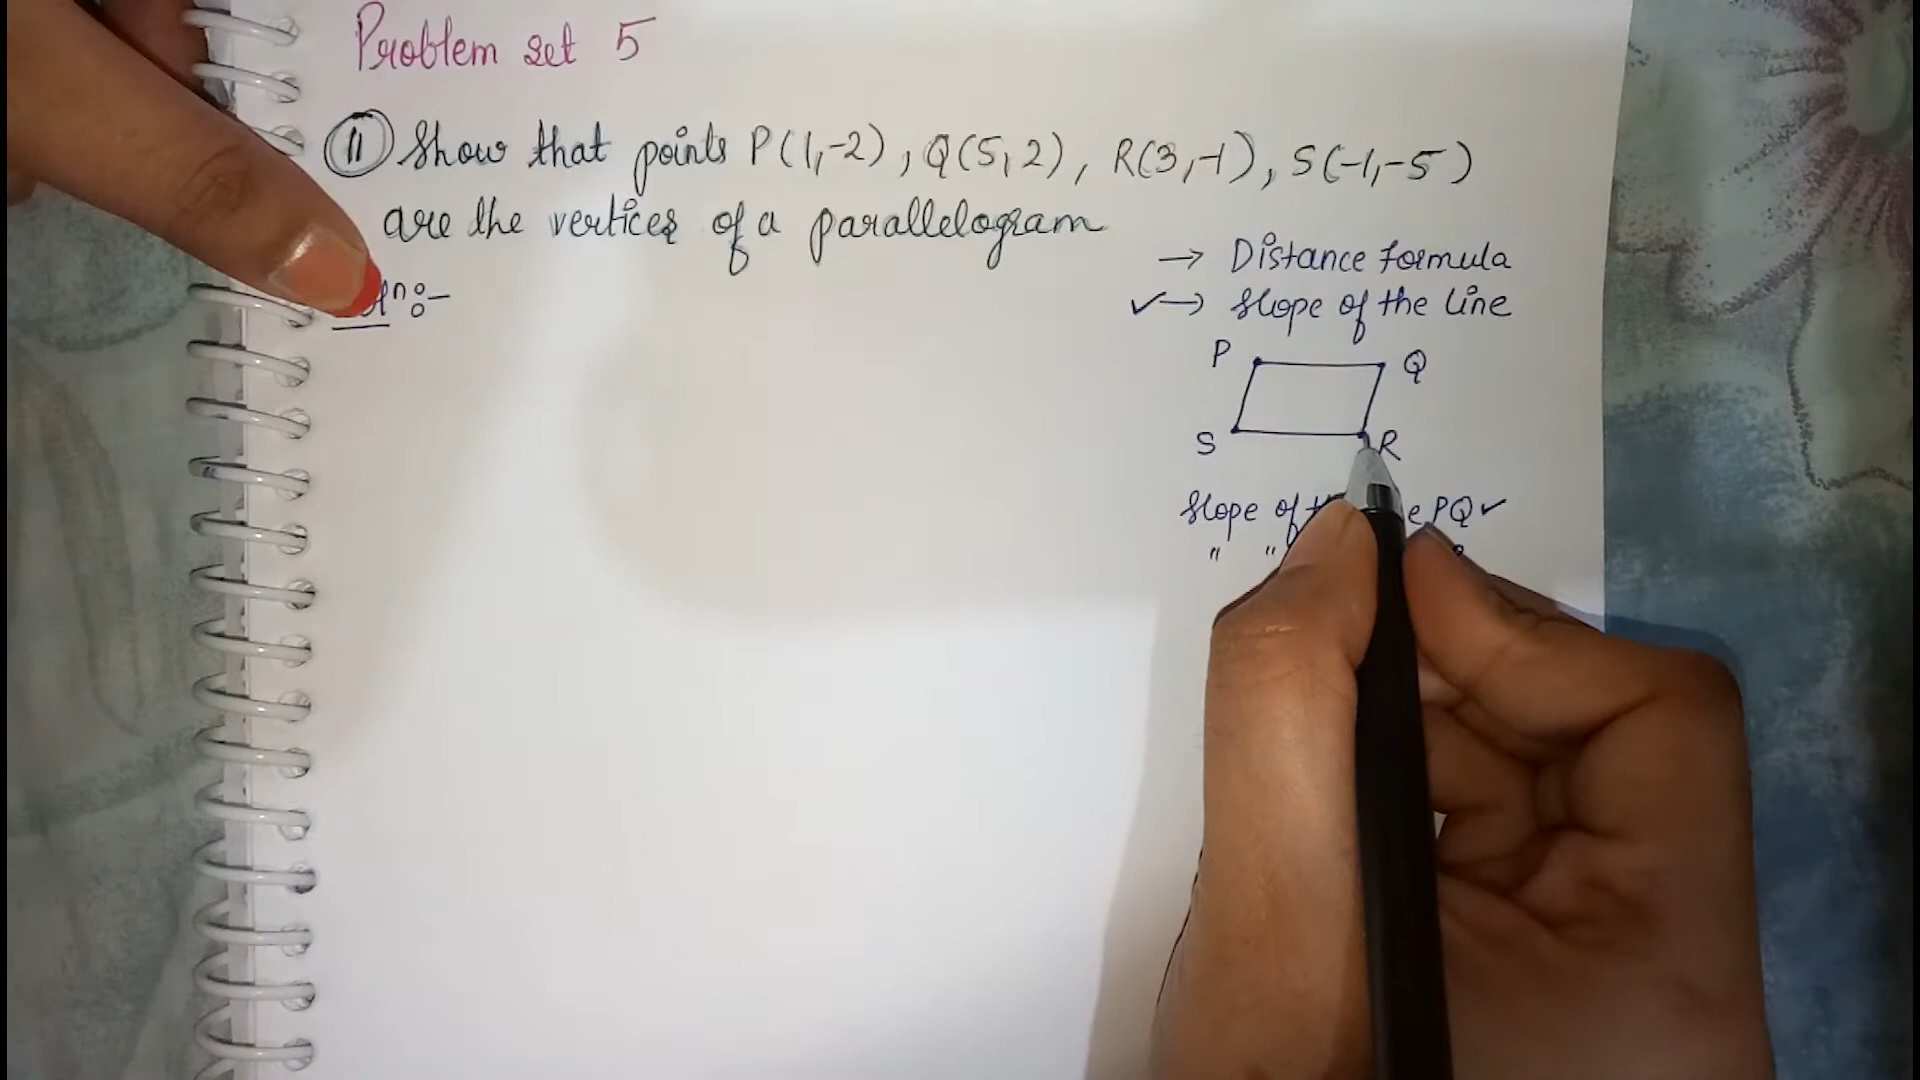 Problem set 5
11 Show that points P(1,-2), Q(5,2), R(3,-1), S(-1,-5)
are the vertices of a parallelogram
→ Distance formula
✓→ Slope of the line
:-
P Q
S R
Slope of PQ ✓
" "